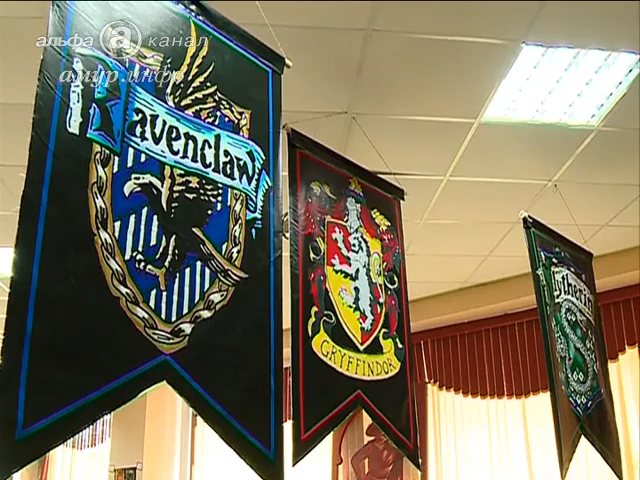 альфа а канал
амур.инфо
Ravenclaw
GRYFFINDOR
Slytherin